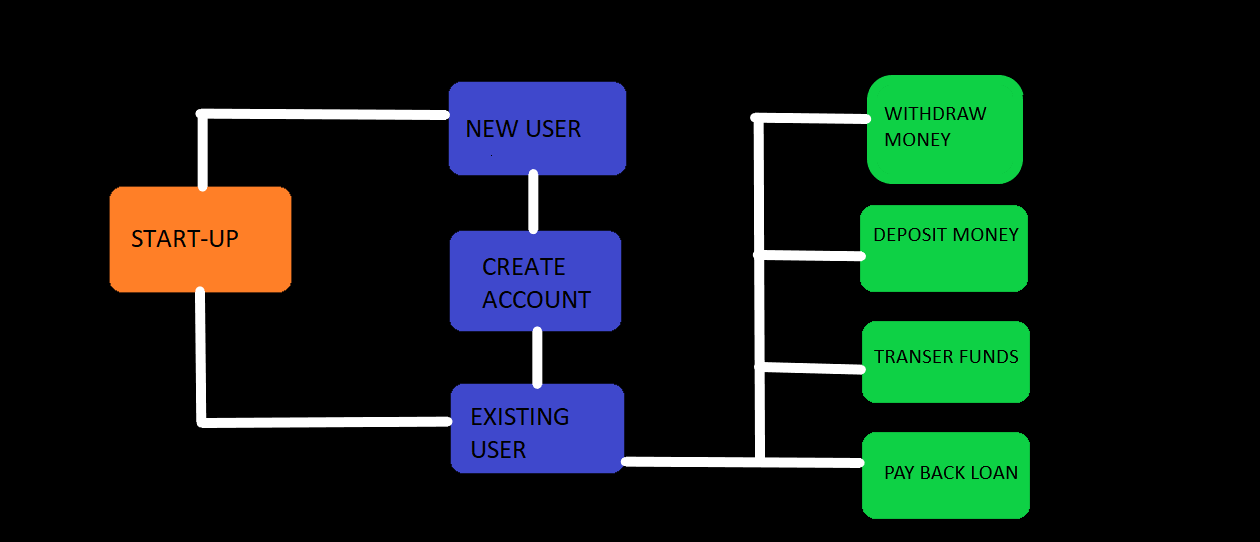 START-UP
NEW USER
CREATE
ACCOUNT
EXISTING
USER
WITHDRAW
MONEY
DEPOSIT MONEY
TRANSER FUNDS
PAY BACK LOAN